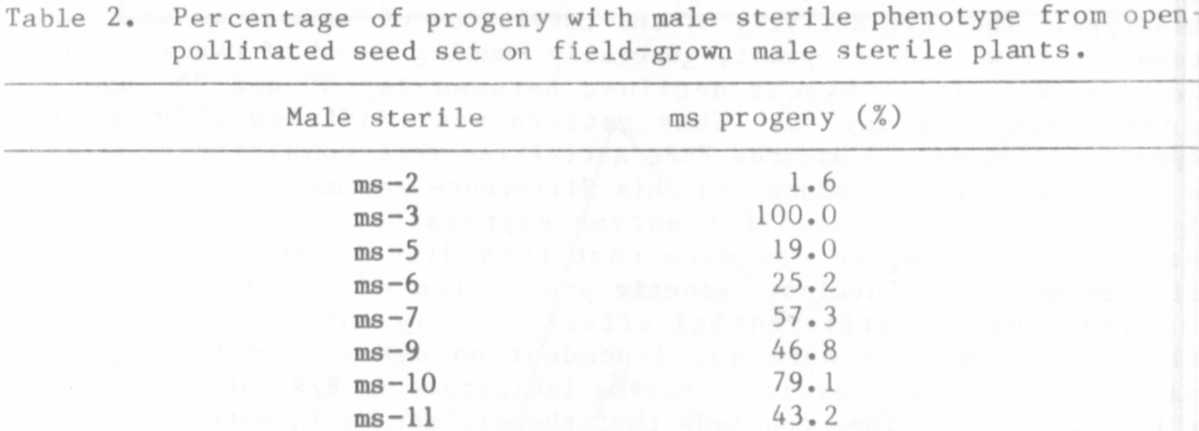 Table 2. Percentage of progeny with male sterile phenotype from open-
pollinated seed set on field-grown male sterile plants.
Male sterile ms progeny (%)
ms-2 1.6
ms-3 100.0
ms-5 19.0
ms-6 25.2
ms-7 57.3
ms-9 46.8
ms-10 79.1
ms-11 43.2